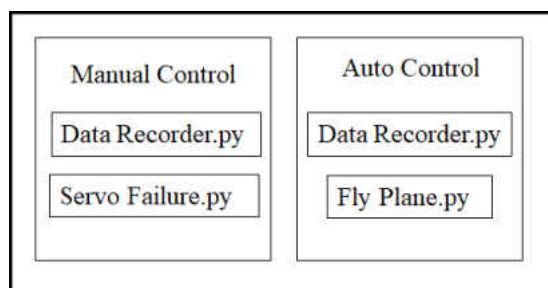 Manual Control
Data Recorder.py
Servo Failure.py
Auto Control
Data Recorder.py
Fly Plane.py